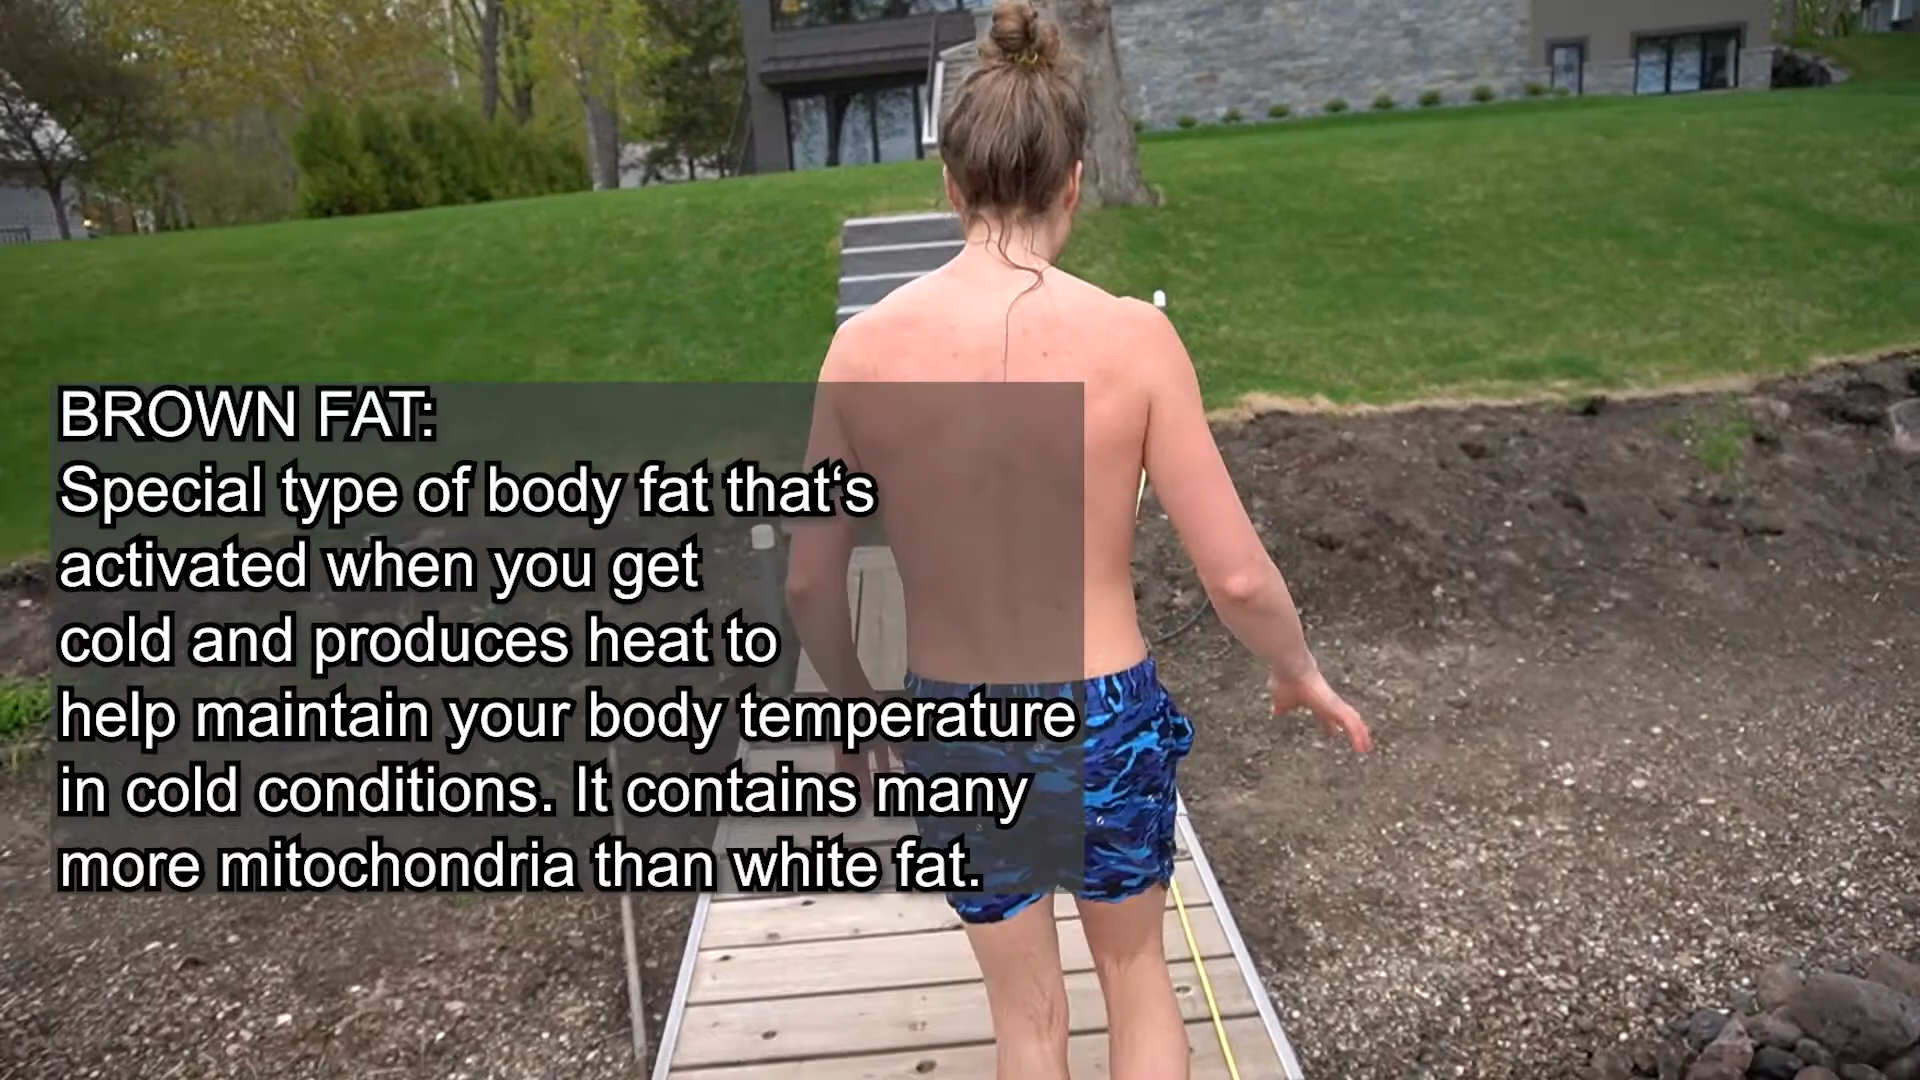 BROWN FAT:
Special type of body fat that‘s
activated when you get
cold and produces heat to
help maintain your body temperature
in cold conditions. It contains many
more mitochondria than white fat.